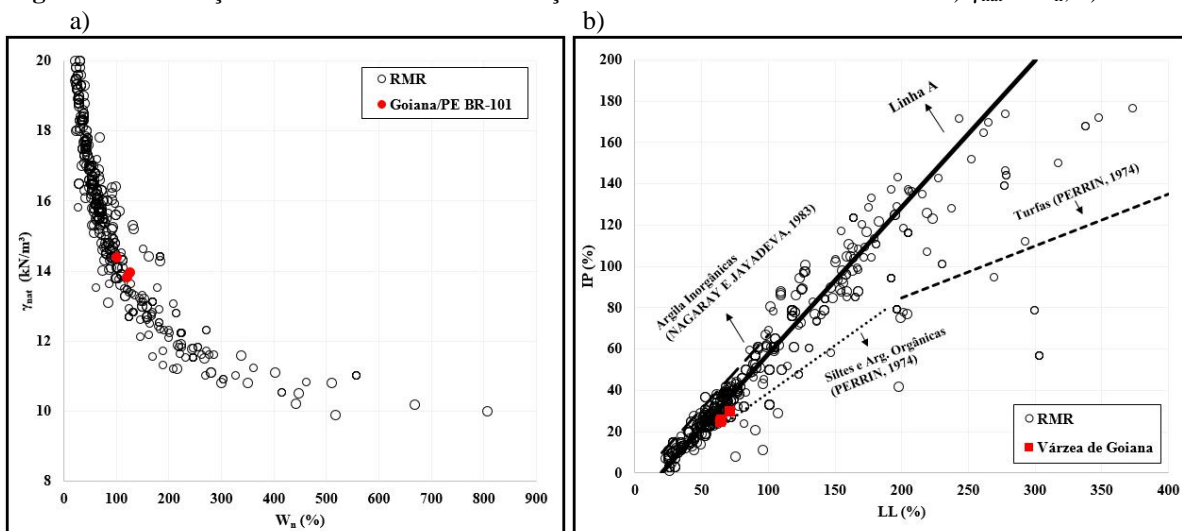 a)
b)
20
18
16
14
12
10
8
γnat (kN/m³)
0 100 200 300 400 500 600 700 800 900
Wn (%)
RMR
Goiana/PE BR-101
200
180
160
140
120
100
80
60
40
20
0
IP (%)
0 50 100 150 200 250 300 350 400
LL (%)
Linha A
Turfas (PERRIN, 1974)
Argila Inorgânicas
(NAGARAY E JAYADEVA, 1983)
Siltes e Arg. Orgânicas
(PERRIN, 1974)
RMR
Várzea de Goiana